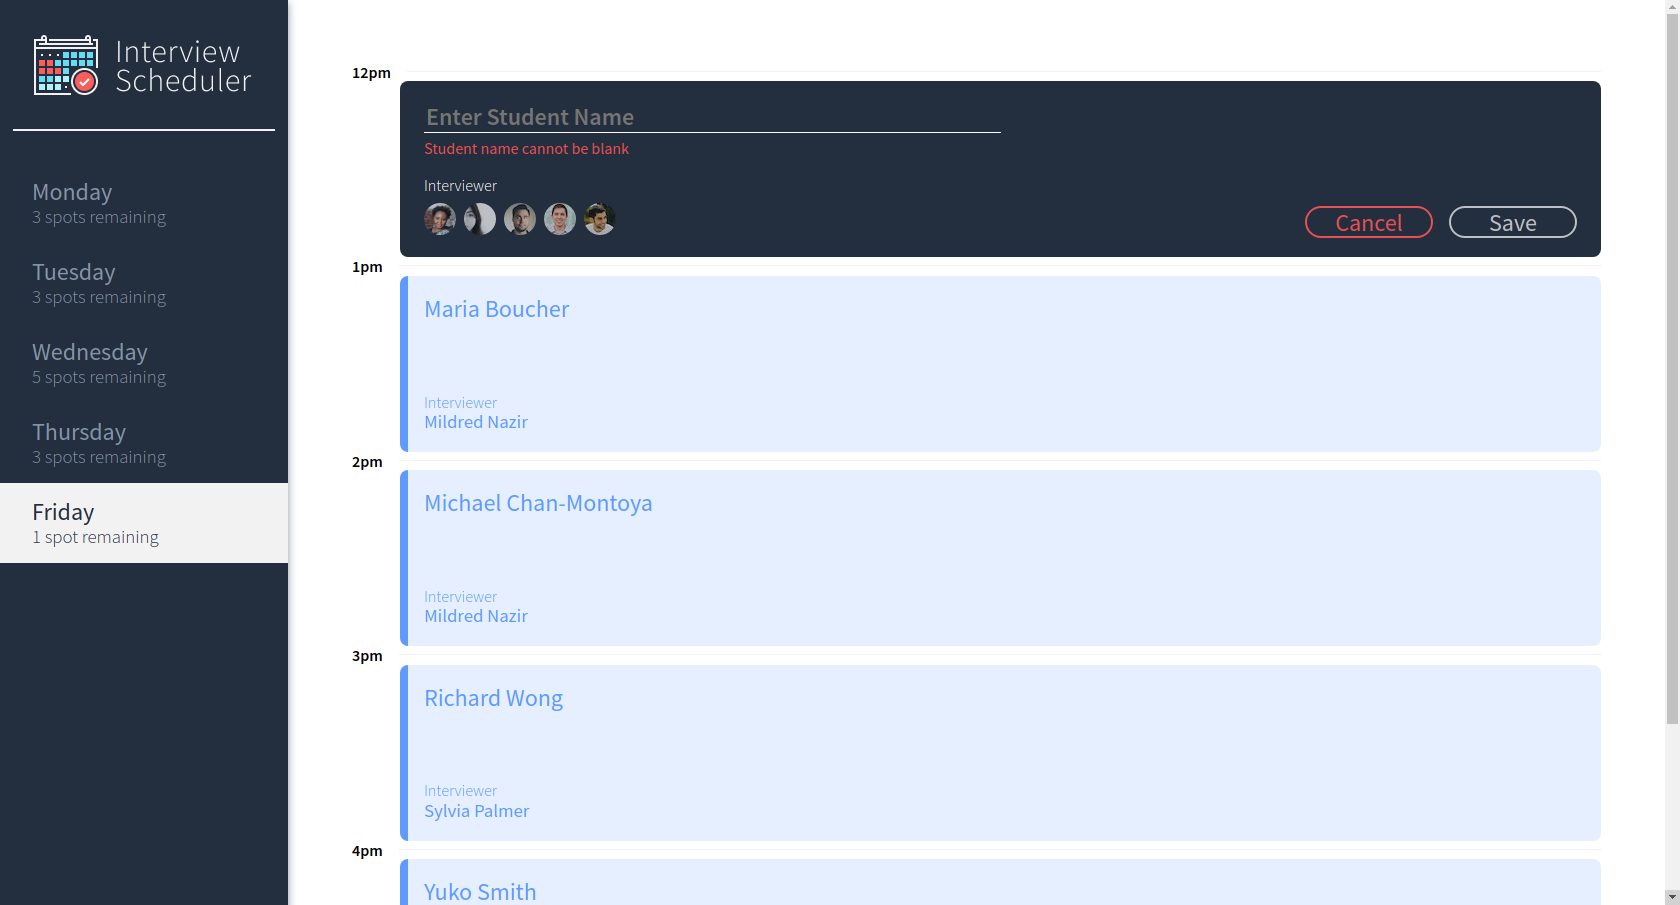 Interview
Scheduler
Monday
3 spots remaining
Tuesday
3 spots remaining
Wednesday
5 spots remaining
Thursday
3 spots remaining
Friday
1 spot remaining
12pm
Enter Student Name
Student name cannot be blank
Interviewer
Cancel
Save
1pm
Maria Boucher
Interviewer
Mildred Nazir
2pm
Michael Chan-Montoya
Interviewer
Mildred Nazir
3pm
Richard Wong
Interviewer
Sylvia Palmer
4pm
Yuko Smith